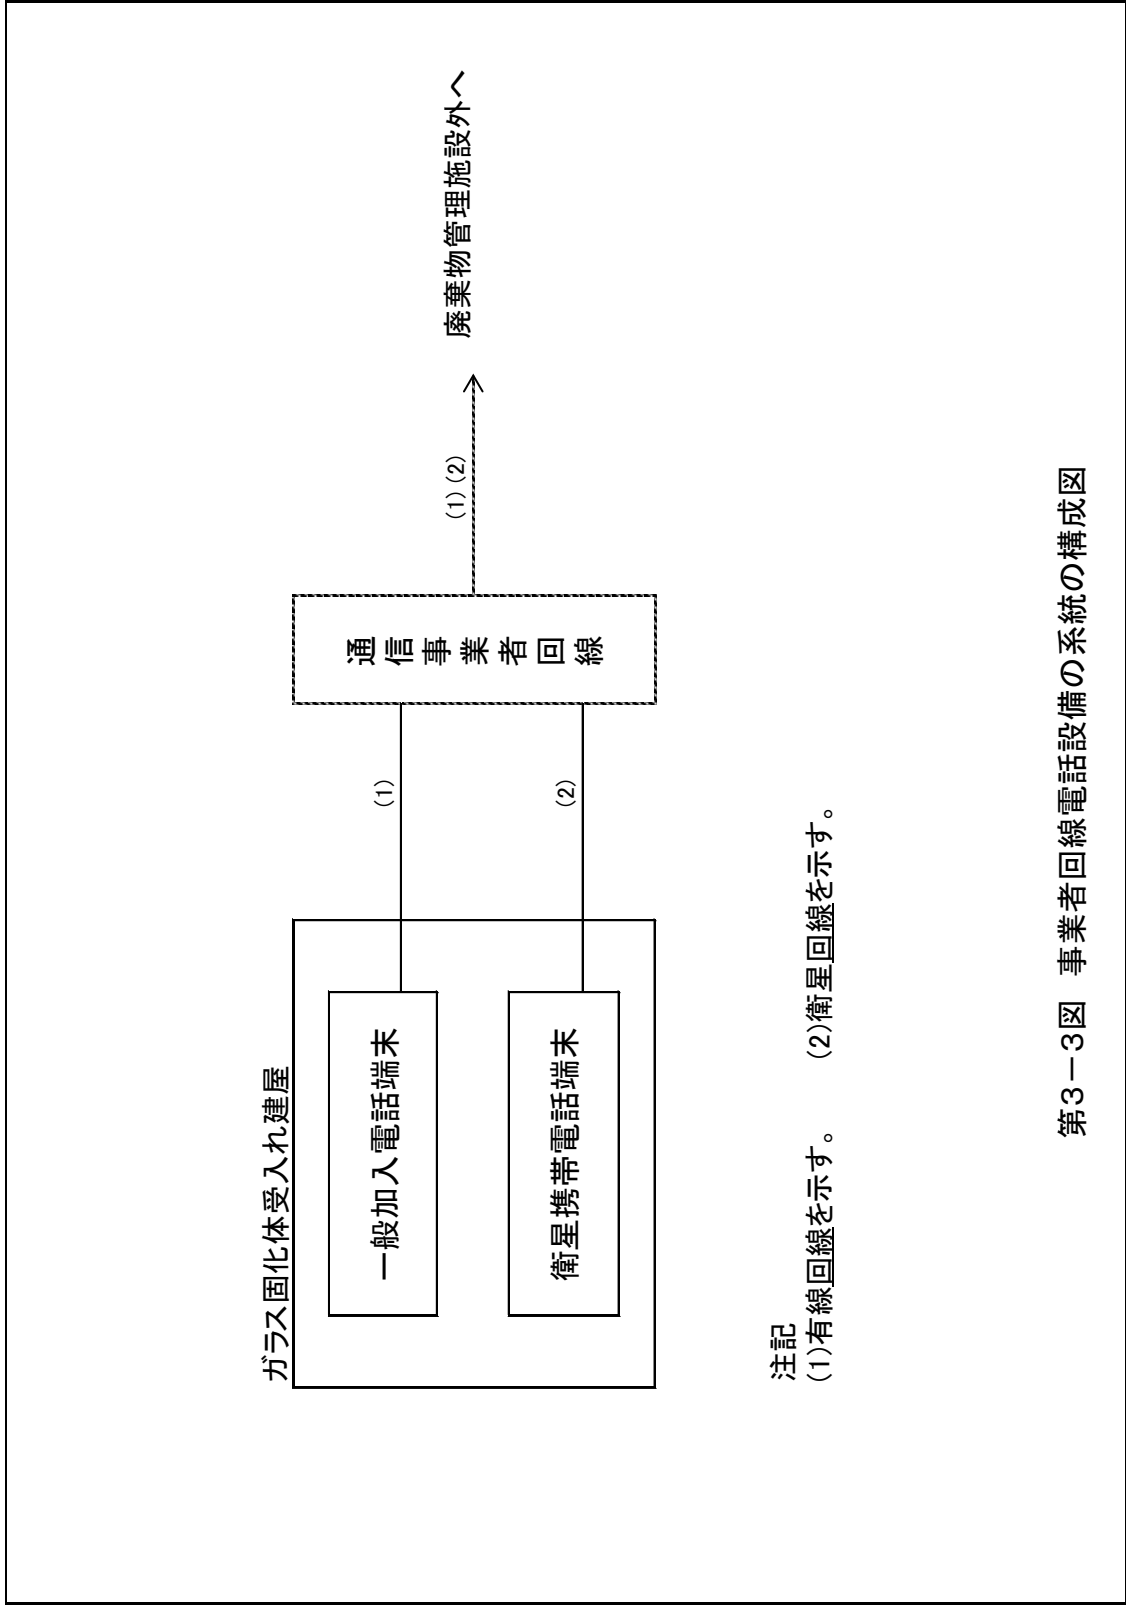 ガラス固化体受入れ建屋
一般加入電話端末
衛星携帯電話端末
(1)
(2)
通信事業者回線
(1)(2)
廃棄物管理施設外へ
注記
(1)有線回線を示す。 (2)衛星回線を示す。
第3－3図 事業者回線電話設備の系統の構成図